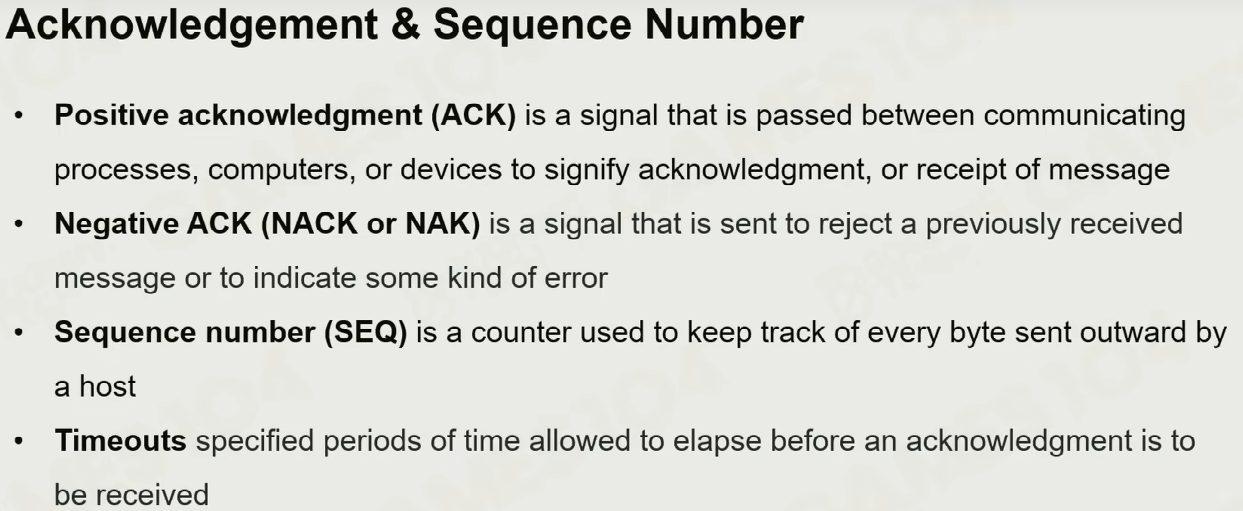 Acknowledgement & Sequence Number
• Positive acknowledgment (ACK) is a signal that is passed between communicating
processes, computers, or devices to signify acknowledgment, or receipt of message
• Negative ACK (NACK or NAK) is a signal that is sent to reject a previously received
message or to indicate some kind of error
• Sequence number (SEQ) is a counter used to keep track of every byte sent outward by
a host
• Timeouts specified periods of time allowed to elapse before an acknowledgment is to
be received